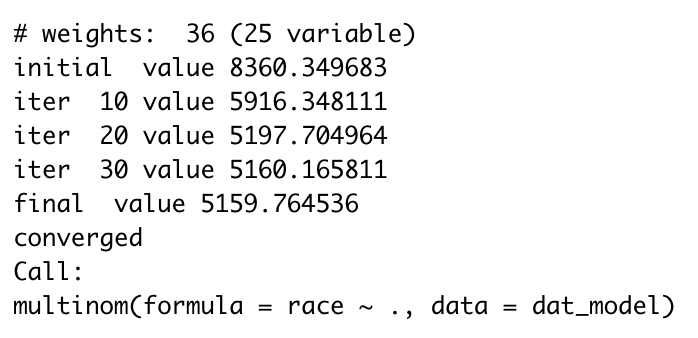 # weights:  36 (25 variable)
initial  value 8360.349683
iter  10 value 5916.348111
iter  20 value 5197.704964
iter  30 value 5160.165811
final  value 5159.764536
converged
Call:
multinom(formula = race ~ ., data = dat_model)